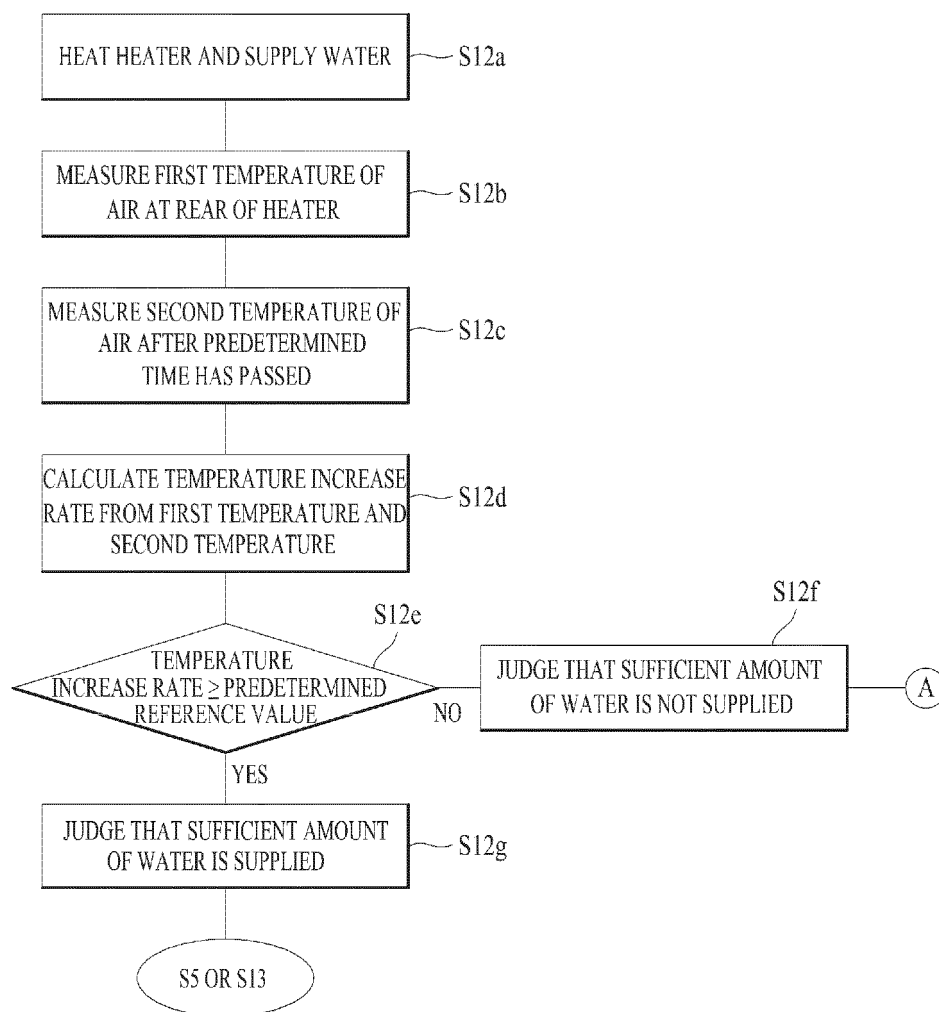 HEAT HEATER AND SUPPLY WATER
S12a
MEASURE FIRST TEMPERATURE OF
AIR AT REAR OF HEATER
S12b
MEASURE SECOND TEMPERATURE OF
AIR AFTER PREDETERMINED
TIME HAS PASSED
S12c
CALCULATE TEMPERATURE INCREASE
RATE FROM FIRST TEMPERATURE AND
SECOND TEMPERATURE
S12d
S12e
TEMPERATURE
INCREASE RATE ≥ PREDETERMINED
REFERENCE VALUE
NO
YES
S12f
JUDGE THAT SUFFICIENT AMOUNT
OF WATER IS NOT SUPPLIED
A
JUDGE THAT SUFFICIENT AMOUNT
OF WATER IS SUPPLIED
S12g
S5 OR S13